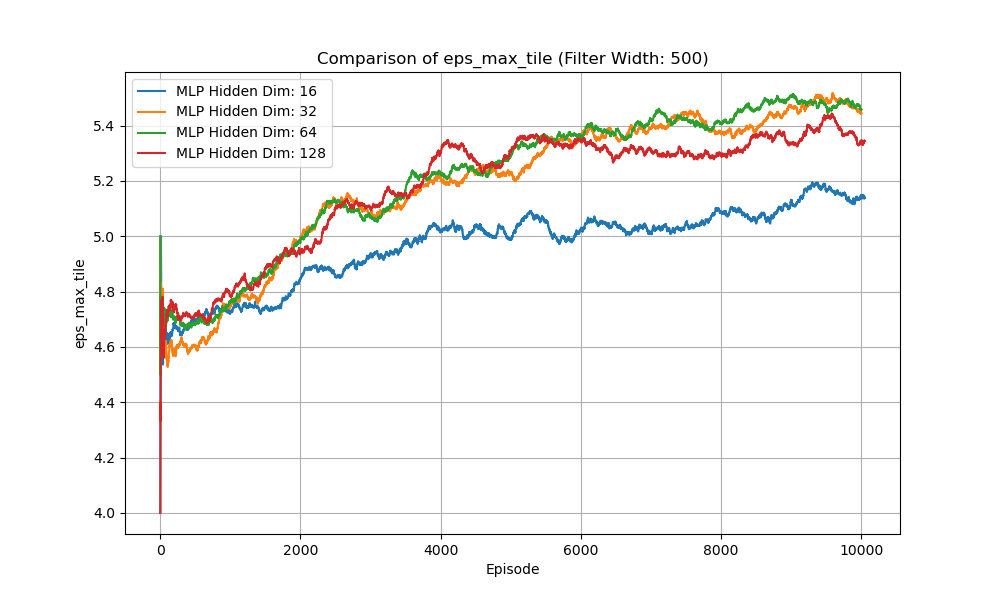 Comparison of eps_max_tile (Filter Width: 500)
MLP Hidden Dim: 16
MLP Hidden Dim: 32
MLP Hidden Dim: 64
MLP Hidden Dim: 128
eps_max_tile
5.4
5.2
5.0
4.8
4.6
4.4
4.2
4.0
0 2000 4000 6000 8000 10000
Episode